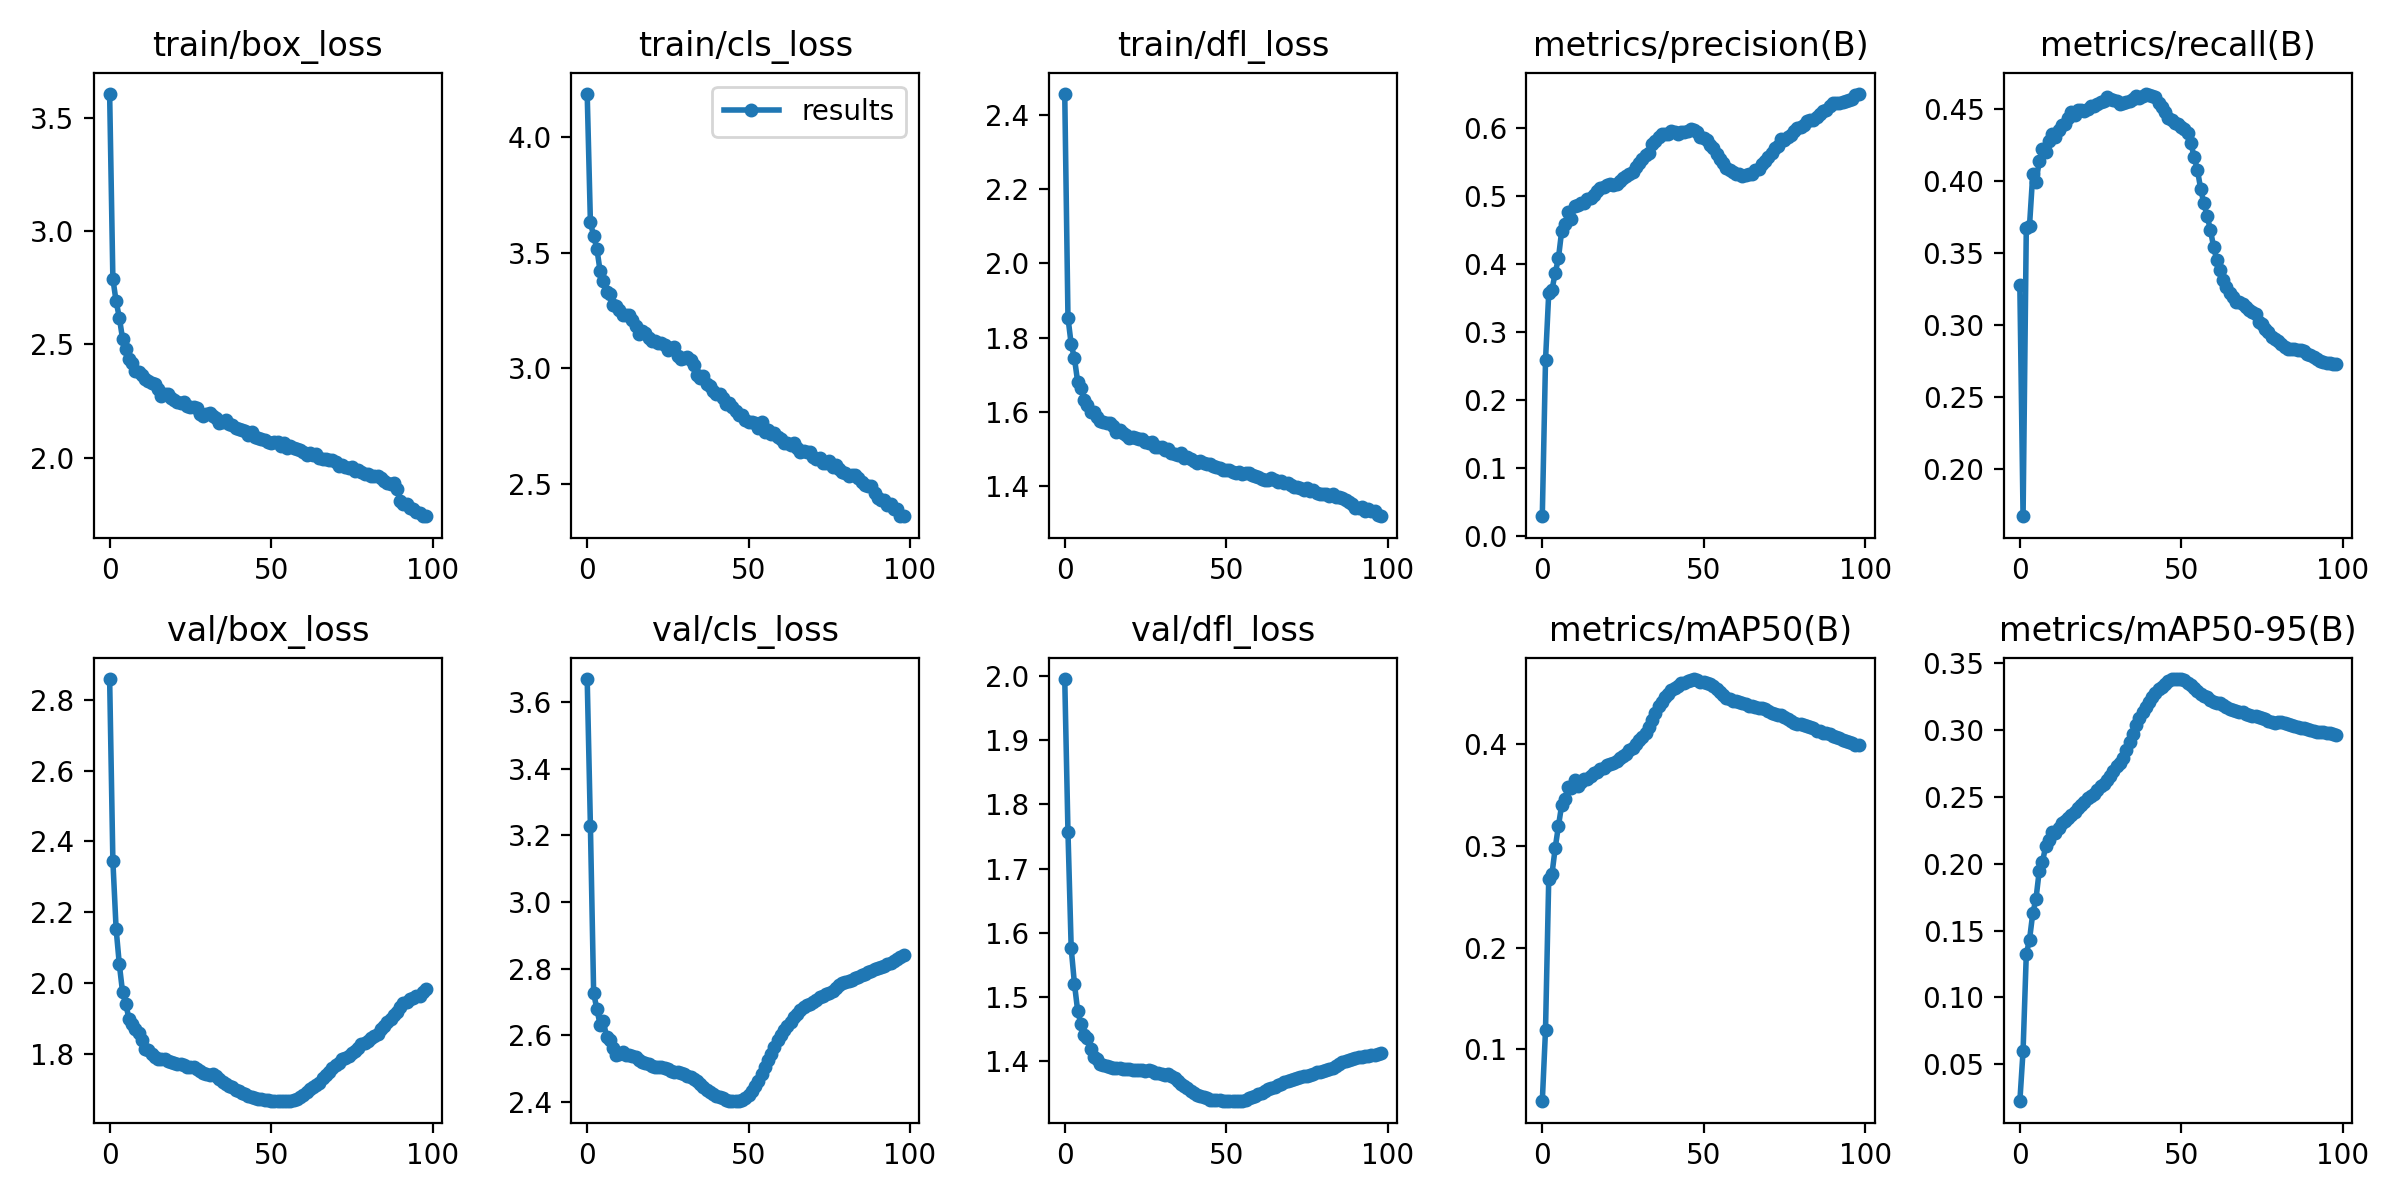 train/box_loss
3.5
3.0
2.5
2.0
0 50 100
train/cls_loss
results
4.0
3.5
3.0
2.5
0 50 100
train/dfl_loss
2.4
2.2
2.0
1.8
1.6
1.4
0 50 100
metrics/precision(B)
0.6
0.5
0.4
0.3
0.2
0.1
0.0
0 50 100
metrics/recall(B)
0.45
0.40
0.35
0.30
0.25
0.20
0 50 100
val/box_loss
2.8
2.6
2.4
2.2
2.0
1.8
0 50 100
val/cls_loss
3.6
3.4
3.2
3.0
2.8
2.6
2.4
0 50 100
val/dfl_loss
2.0
1.9
1.8
1.7
1.6
1.5
1.4
0 50 100
metrics/mAP50(B)
0.4
0.3
0.2
0.1
0 50 100
metrics/mAP50-95(B)
0.35
0.30
0.25
0.20
0.15
0.10
0.05
0 50 100